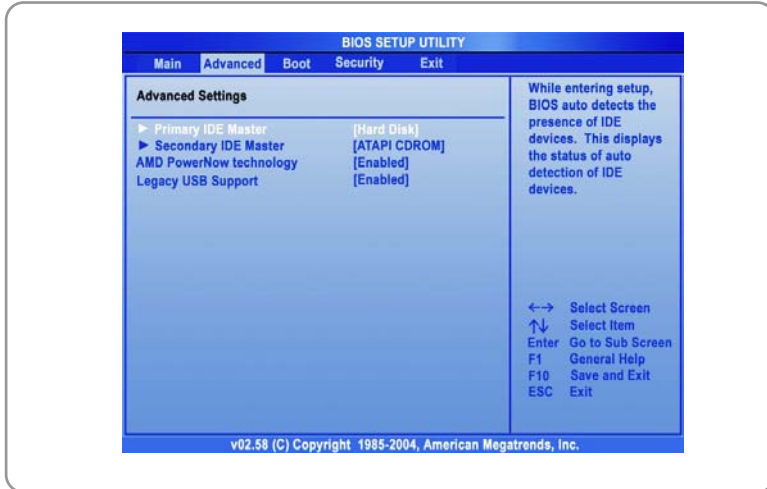 BIOS SETUP UTILITY
Main Advanced Boot Security Exit
Advanced Settings
► Primary IDE Master [Hard Disk]
► Secondary IDE Master [ATAPI CDROM]
AMD PowerNow technology [Enabled]
Legacy USB Support [Enabled]
While entering setup,
BIOS auto detects the
presence of IDE
devices. This displays
the status of auto
detection of IDE
devices.
←→ Select Screen
↑↓ Select Item
Enter Go to Sub Screen
F1 General Help
F10 Save and Exit
ESC Exit
v02.58 (C) Copyright 1985-2004, American Megatrends, Inc.